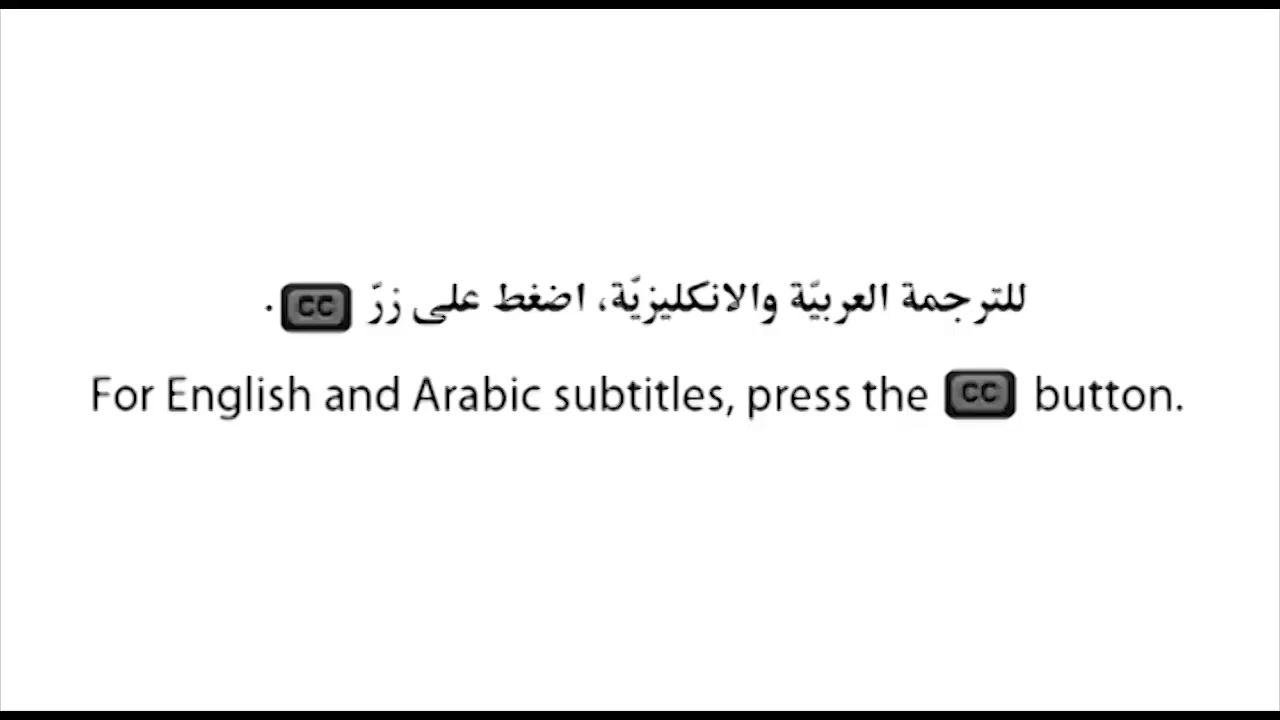 للترجمة العربيّة والانكليزيّة، اضغط على زرّ CC .
For English and Arabic subtitles, press the CC button.